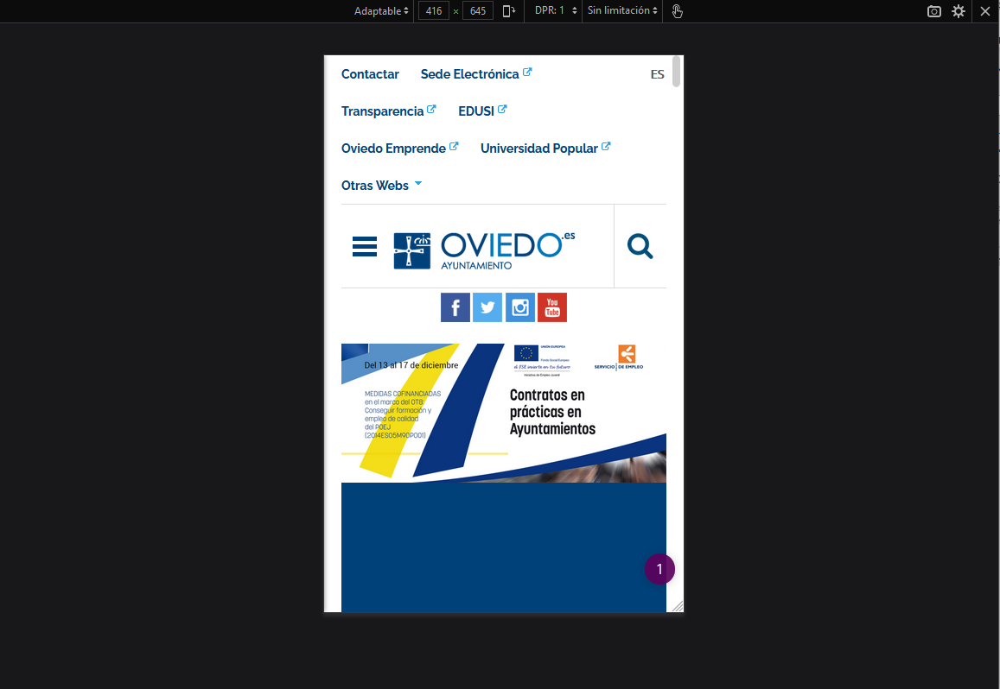 Adaptable 416 × 645 DPR: 1 Sin limitación
Contactar Sede Electrónica ES
Transparencia EDUSI
Oviedo Emprende Universidad Popular
Otras Webs
OVIEDO.es
AYUNTAMIENTO
You
Tube
Del 13 al 17 de diciembre
MEDIDAS COFINANCIADAS
en el marco del OT8
Conseguir formación y
empleo de calidad
del POEJ
(2014ES05M9OP001)
UNIÓN EUROPEA
Fondo Social Europeo
el FSE invierte en tu futuro
Iniciativa de Empleo Juvenil
SERVICIO DE EMPLEO
Contratos en
prácticas en
Ayuntamientos
1